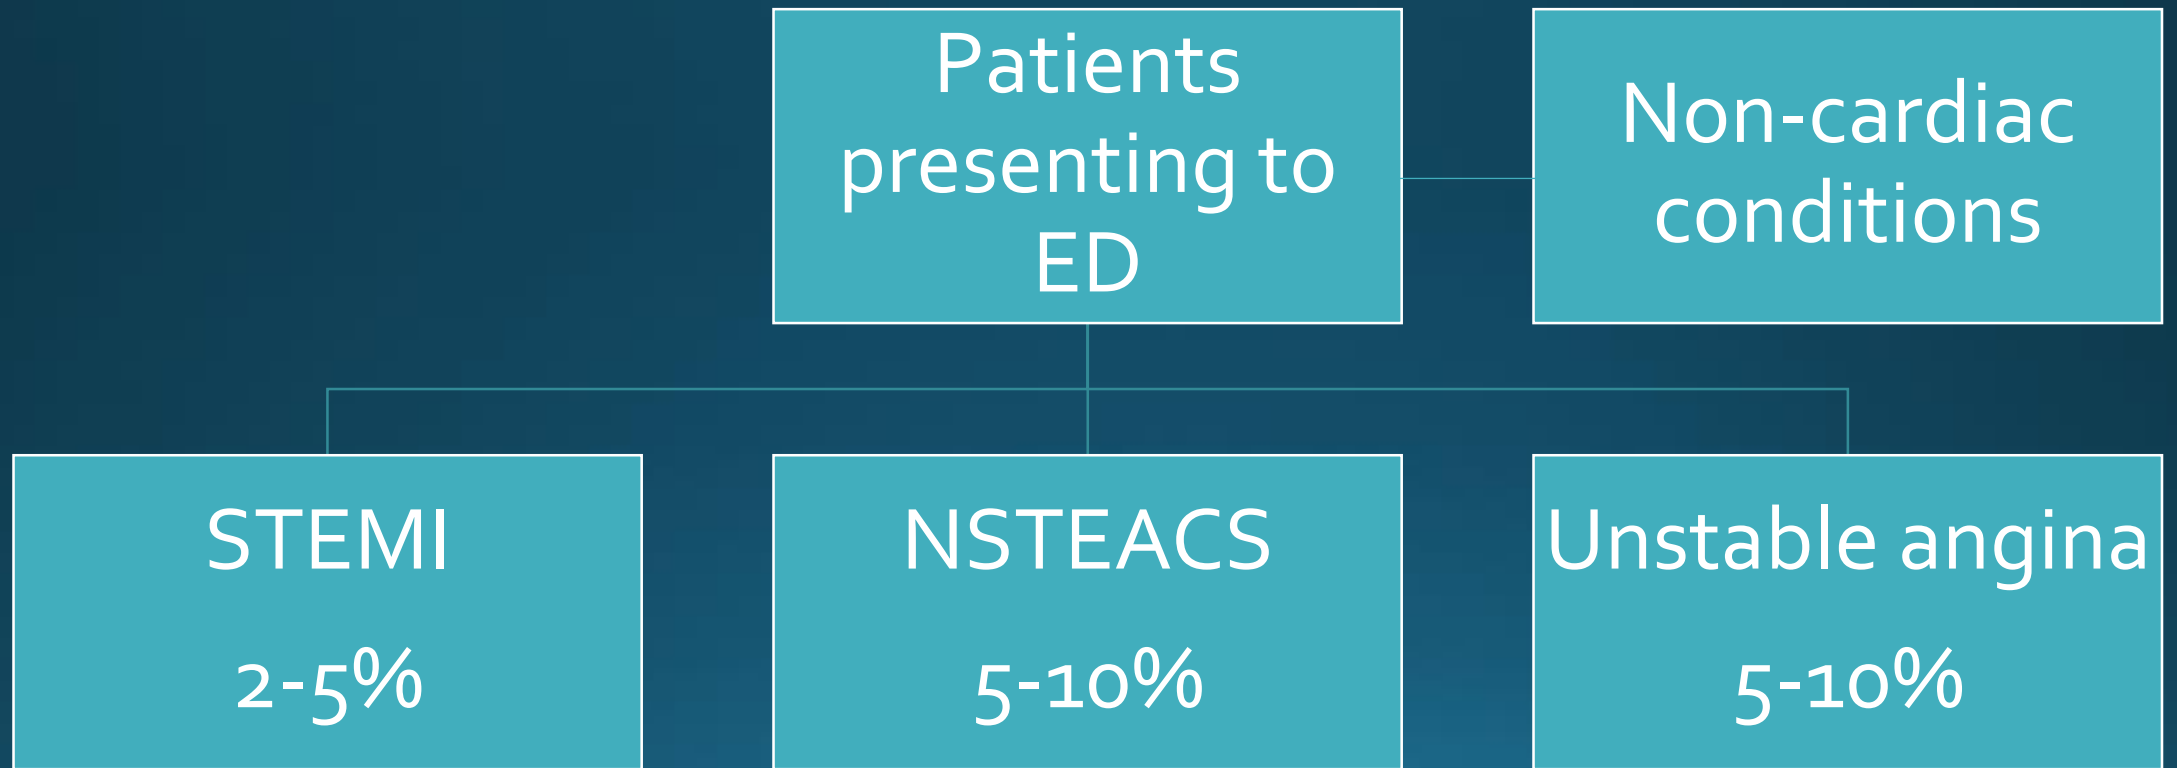 Patients
presenting to
ED
Non-cardiac
conditions
STEMI
2-5%
NSTEACS
5-10%
Unstable angina
5-10%